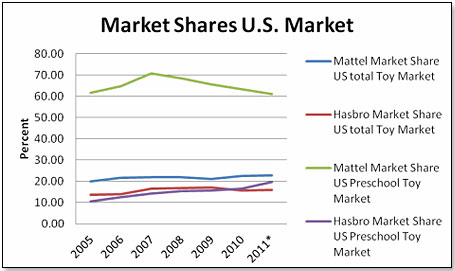 Market Shares U.S. Market
80.00
70.00
60.00
50.00
40.00
30.00
20.00
10.00
0.00
Percent
2005
2006
2007
2008
2009
2010
2011*
Mattel Market Share
US total Toy Market
Hasbro Market Share
US total Toy Market
Mattel Market Share
US Preschool Toy
Market
Hasbro Market Share
US Preschool Toy
Market